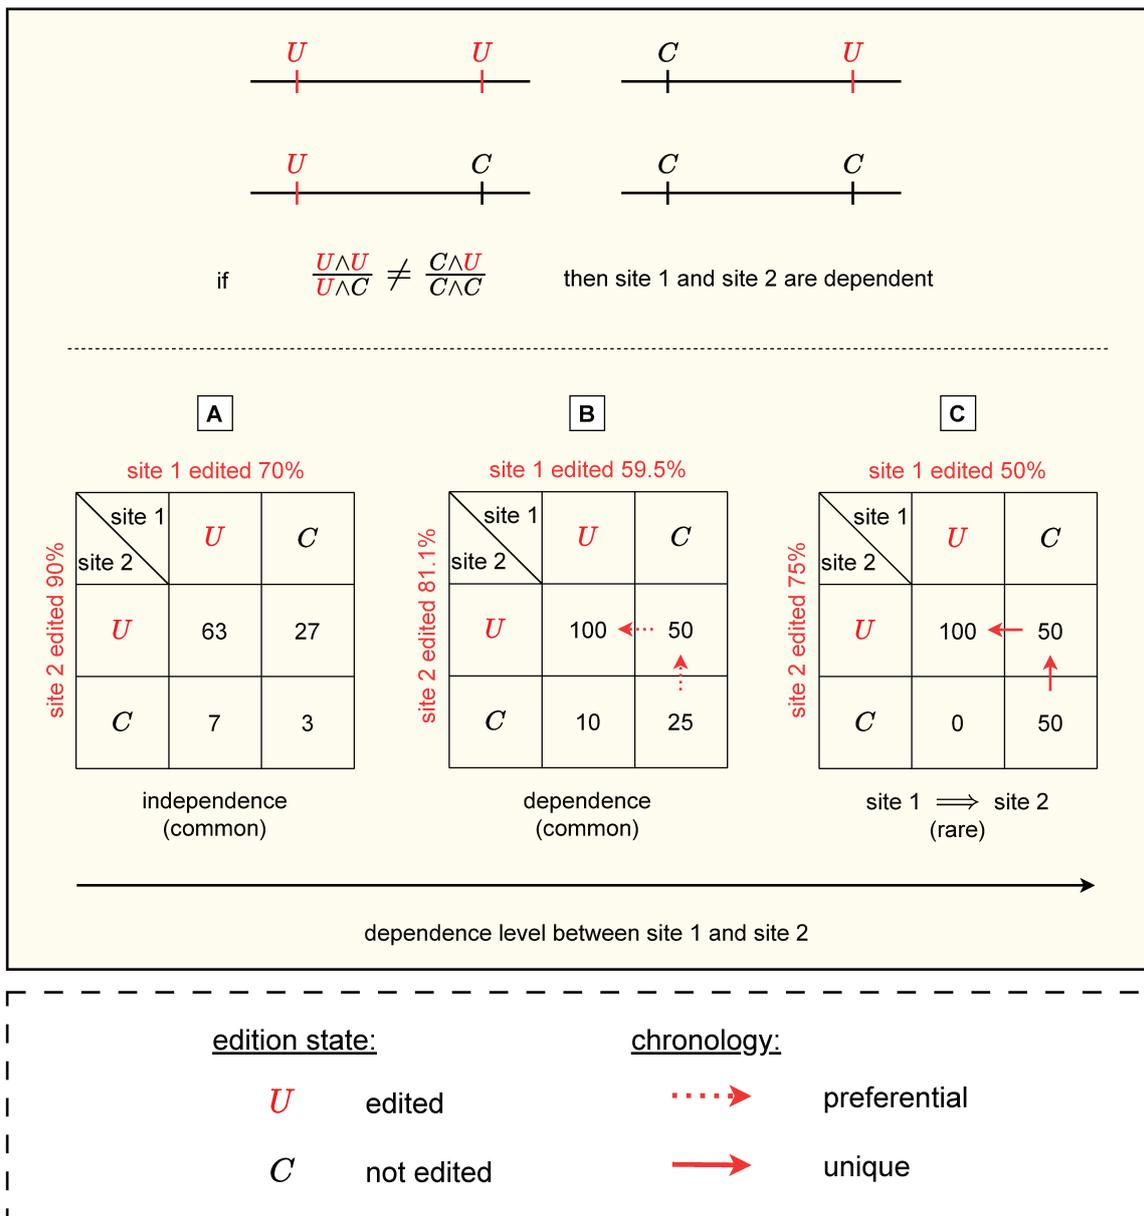 U U C U
U C C C
if U∧U/U∧C ≠ C∧U/C∧C then site 1 and site 2 are dependent
A B C
site 1 edited 70% site 1 edited 59.5% site 1 edited 50%
site 2 edited 90%
site 1 U C
site 2
U 63 27
C 7 3
independence
(common)
site 2 edited 81.1%
site 1 U C
site 2
U 100 50
C 10 25
dependence
(common)
site 2 edited 75%
site 1 U C
site 2
U 100 50
C 0 50
site 1 ⟹ site 2
(rare)
dependence level between site 1 and site 2
edition state: chronology:
U edited preferential
C not edited unique